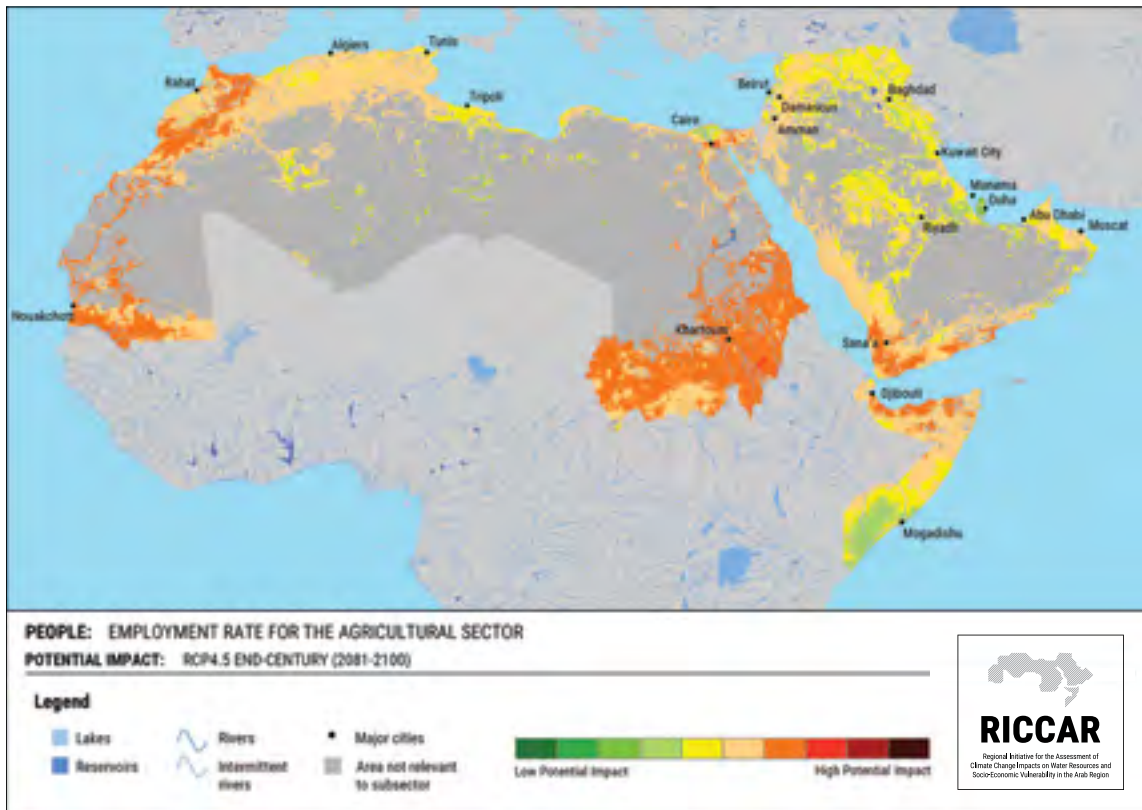 Algiers
Tunis
Rabat
Tripoli
Beirut
Baghdad
Damascus
Cairo
Amman
Kuwait City
Manama
Doha
Abu Dhabi
Muscat
Riyadh
Nouakchott
Khartoum
Sana'a
Djibouti
Mogadishu
PEOPLE: EMPLOYMENT RATE FOR THE AGRICULTURAL SECTOR
POTENTIAL IMPACT: RCP4.5 END-CENTURY (2081-2100)
Legend
Lakes
Rivers
Major cities
Reservoirs
Intermittent
rivers
Area not relevant
to subsector
Low Potential Impact
High Potential Impact
RICCAR
Regional Initiative for the Assessment of
Climate Change Impacts on Water Resources and
Socio-Economic Vulnerability in the Arab Region